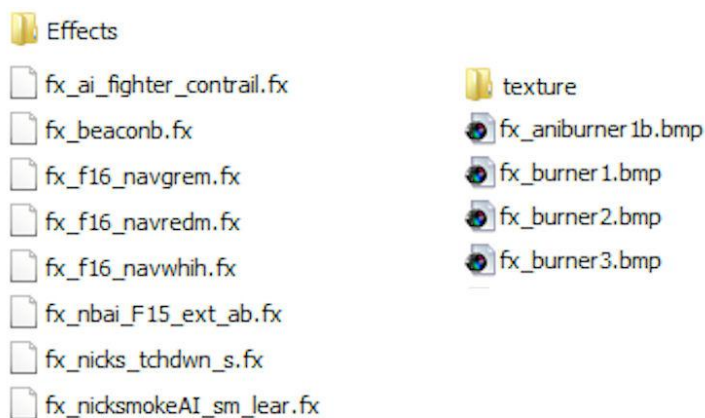 Effects
fx_ai_fighter_contrail.fx
fx_beaconb.fx
fx_f16_navgrem.fx
fx_f16_navredm.fx
fx_f16_navwhih.fx
fx_nbai_F15_ext_ab.fx
fx_nicks_tchdwn_s.fx
fx_nicksmokeAI_sm_lear.fx
texture
fx_aniburner1b.bmp
fx_burner1.bmp
fx_burner2.bmp
fx_burner3.bmp